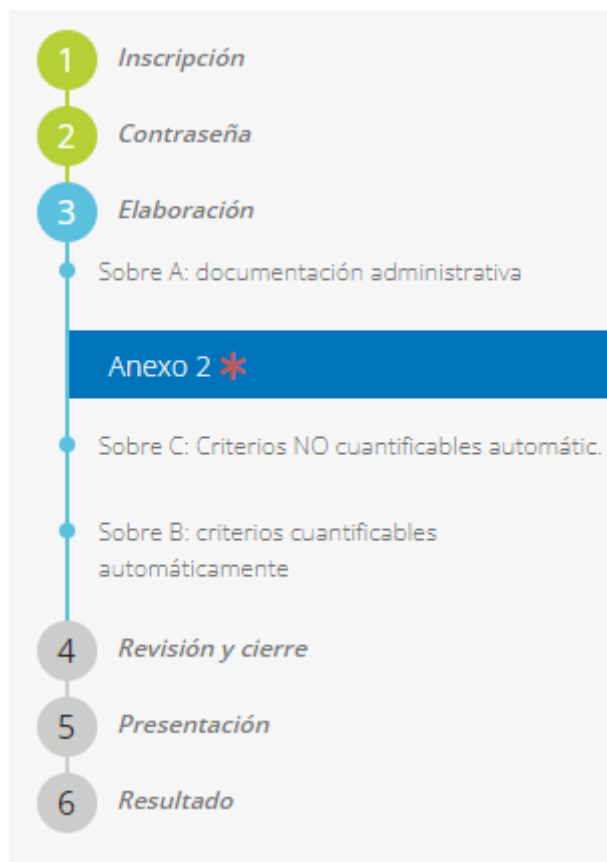 1 Inscripción
2 Contraseña
3 Elaboración
Sobre A: documentación administrativa
Anexo 2 *
Sobre C: Criterios NO cuantificables automátic.
Sobre B: criterios cuantificables
automáticamente
4 Revisión y cierre
5 Presentación
6 Resultado